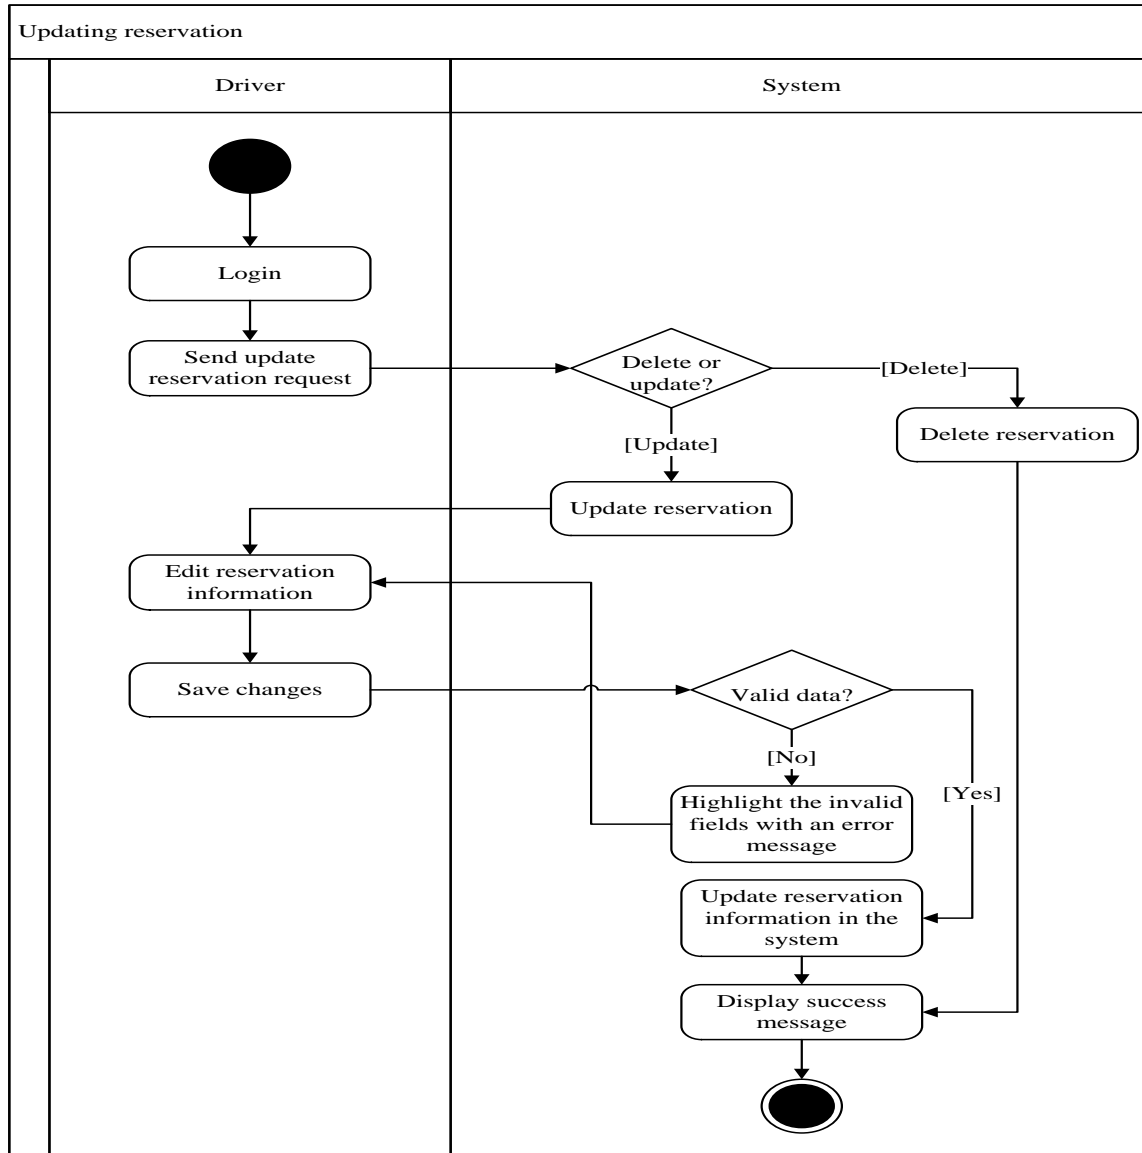 Updating reservation
Driver
System
Login
Send update
reservation request
Delete or
update?
[Delete]
Delete reservation
[Update]
Update reservation
Edit reservation
information
Save changes
Valid data?
[No]
[Yes]
Highlight the invalid
fields with an error
message
Update reservation
information in the
system
Display success
message